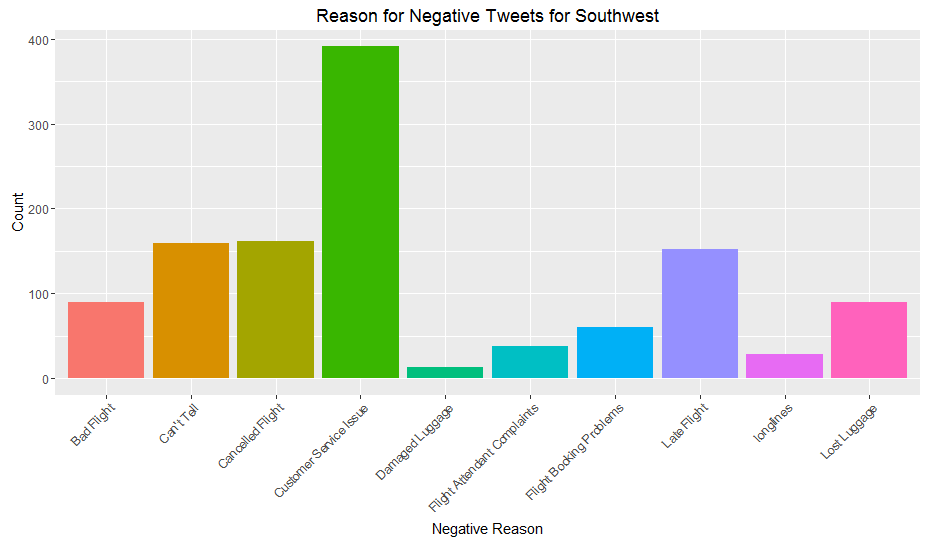 Reason for Negative Tweets for Southwest
400
300
200
100
0
Count
Bad Flight
Can't Tell
Cancelled Flight
Customer Service Issue
Damaged Luggage
Flight Attendant Complaints
Flight Booking Problems
Late Flight
longlines
Lost Luggage
Negative Reason